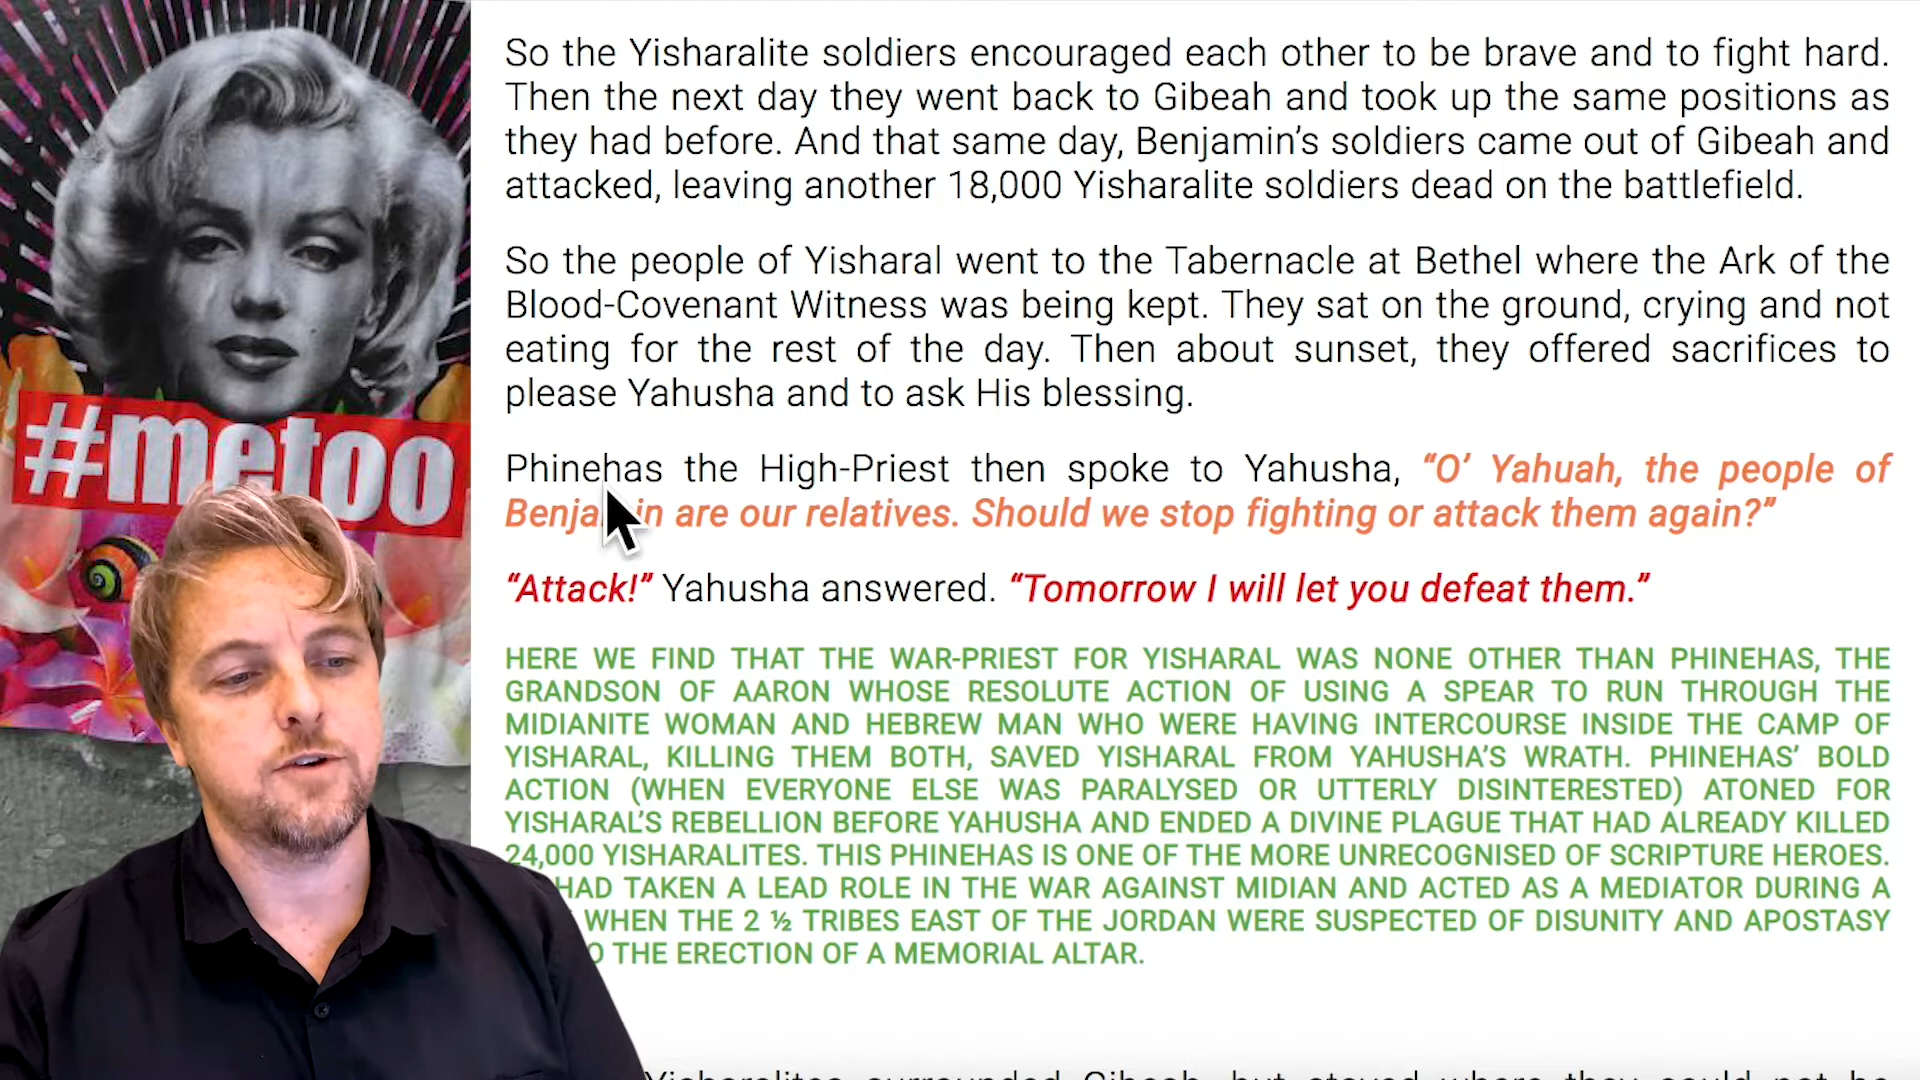 So the Yisharalite soldiers encouraged each other to be brave and to fight hard.
Then the next day they went back to Gibeah and took up the same positions as
they had before. And that same day, Benjamin’s soldiers came out of Gibeah and
attacked, leaving another 18,000 Yisharalite soldiers dead on the battlefield.
So the people of Yisharal went to the Tabernacle at Bethel where the Ark of the
Blood-Covenant Witness was being kept. They sat on the ground, crying and not
eating for the rest of the day. Then about sunset, they offered sacrifices to
please Yahusha and to ask His blessing.
#metoo
Phinehas the High-Priest then spoke to Yahusha, “O’ Yahuah, the people of
Benjamin are our relatives. Should we stop fighting or attack them again?”
“Attack!” Yahusha answered. “Tomorrow I will let you defeat them.”
HERE WE FIND THAT THE WAR-PRIEST FOR YISHARAL WAS NONE OTHER THAN PHINEHAS, THE
GRANDSON OF AARON WHOSE RESOLUTE ACTION OF USING A SPEAR TO RUN THROUGH THE
MIDIANITE WOMAN AND HEBREW MAN WHO WERE HAVING INTERCOURSE INSIDE THE CAMP OF
YISHARAL, KILLING THEM BOTH, SAVED YISHARAL FROM YAHUSHA’S WRATH. PHINEHAS’ BOLD
ACTION (WHEN EVERYONE ELSE WAS PARALYSED OR UTTERLY DISINTERESTED) ATONED FOR
YISHARAL’S REBELLION BEFORE YAHUSHA AND ENDED A DIVINE PLAGUE THAT HAD ALREADY KILLED
24,000 YISHARALITES. THIS PHINEHAS IS ONE OF THE MORE UNRECOGNISED OF SCRIPTURE HEROES.
HAD TAKEN A LEAD ROLE IN THE WAR AGAINST MIDIAN AND ACTED AS A MEDIATOR DURING A
WHEN THE 2 ½ TRIBES EAST OF THE JORDAN WERE SUSPECTED OF DISUNITY AND APOSTASY
THE ERECTION OF A MEMORIAL ALTAR.